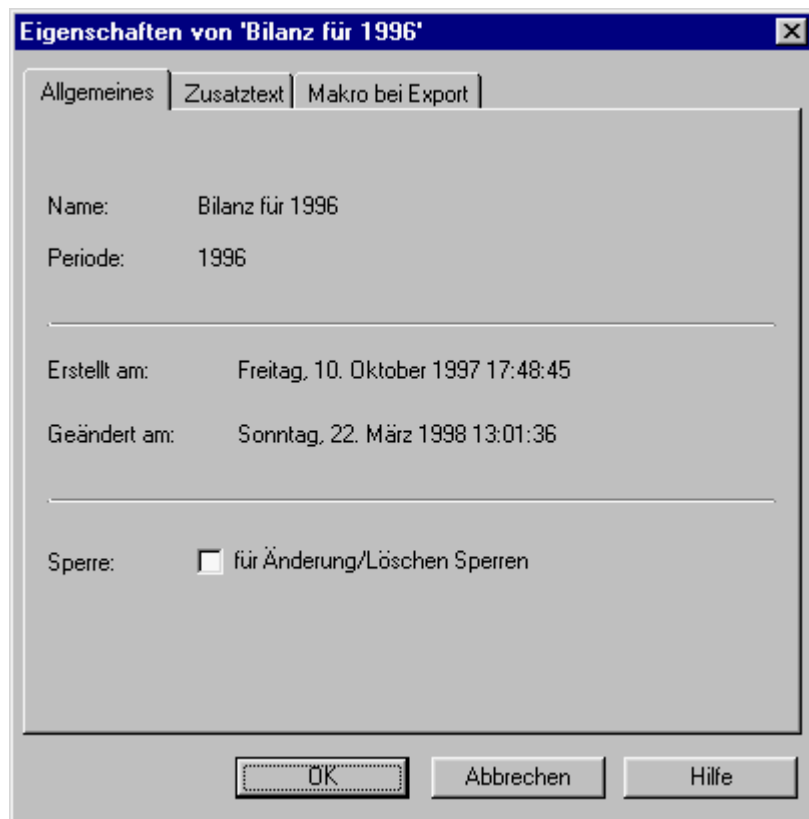 Eigenschaften von 'Bilanz für 1996'
Allgemeines Zusatztext Makro bei Export
Name: Bilanz für 1996
Periode: 1996
Erstellt am: Freitag, 10. Oktober 1997 17:48:45
Geändert am: Sonntag, 22. März 1998 13:01:36
Sperre: für Änderung/Löschen Sperren
OK Abbrechen Hilfe